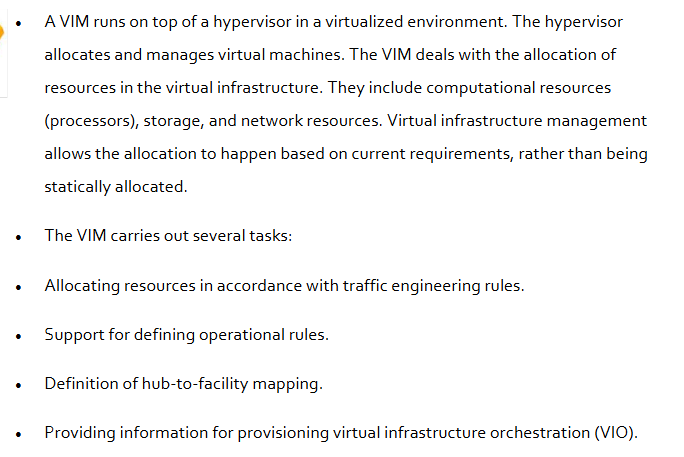 • A VIM runs on top of a hypervisor in a virtualized environment. The hypervisor
allocates and manages virtual machines. The VIM deals with the allocation of
resources in the virtual infrastructure. They include computational resources
(processors), storage, and network resources. Virtual infrastructure management
allows the allocation to happen based on current requirements, rather than being
statically allocated.
• The VIM carries out several tasks:
• Allocating resources in accordance with traffic engineering rules.
• Support for defining operational rules.
• Definition of hub-to-facility mapping.
• Providing information for provisioning virtual infrastructure orchestration (VIO).